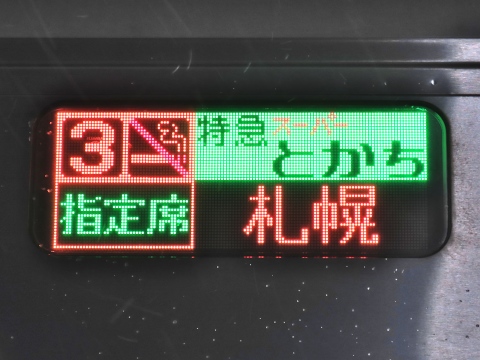 3
特急 スーパー
とかち
指定席
札幌